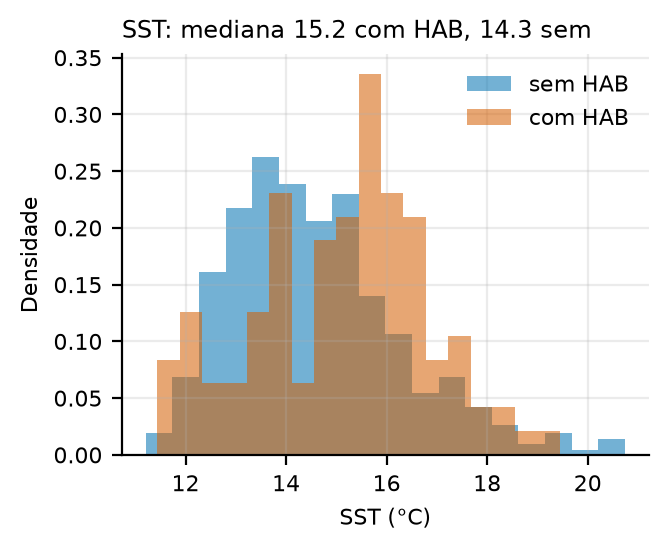 SST: mediana 15.2 com HAB, 14.3 sem
sem HAB
com HAB
Densidade
0.35
0.30
0.25
0.20
0.15
0.10
0.05
0.00
12 14 16 18 20
SST (°C)